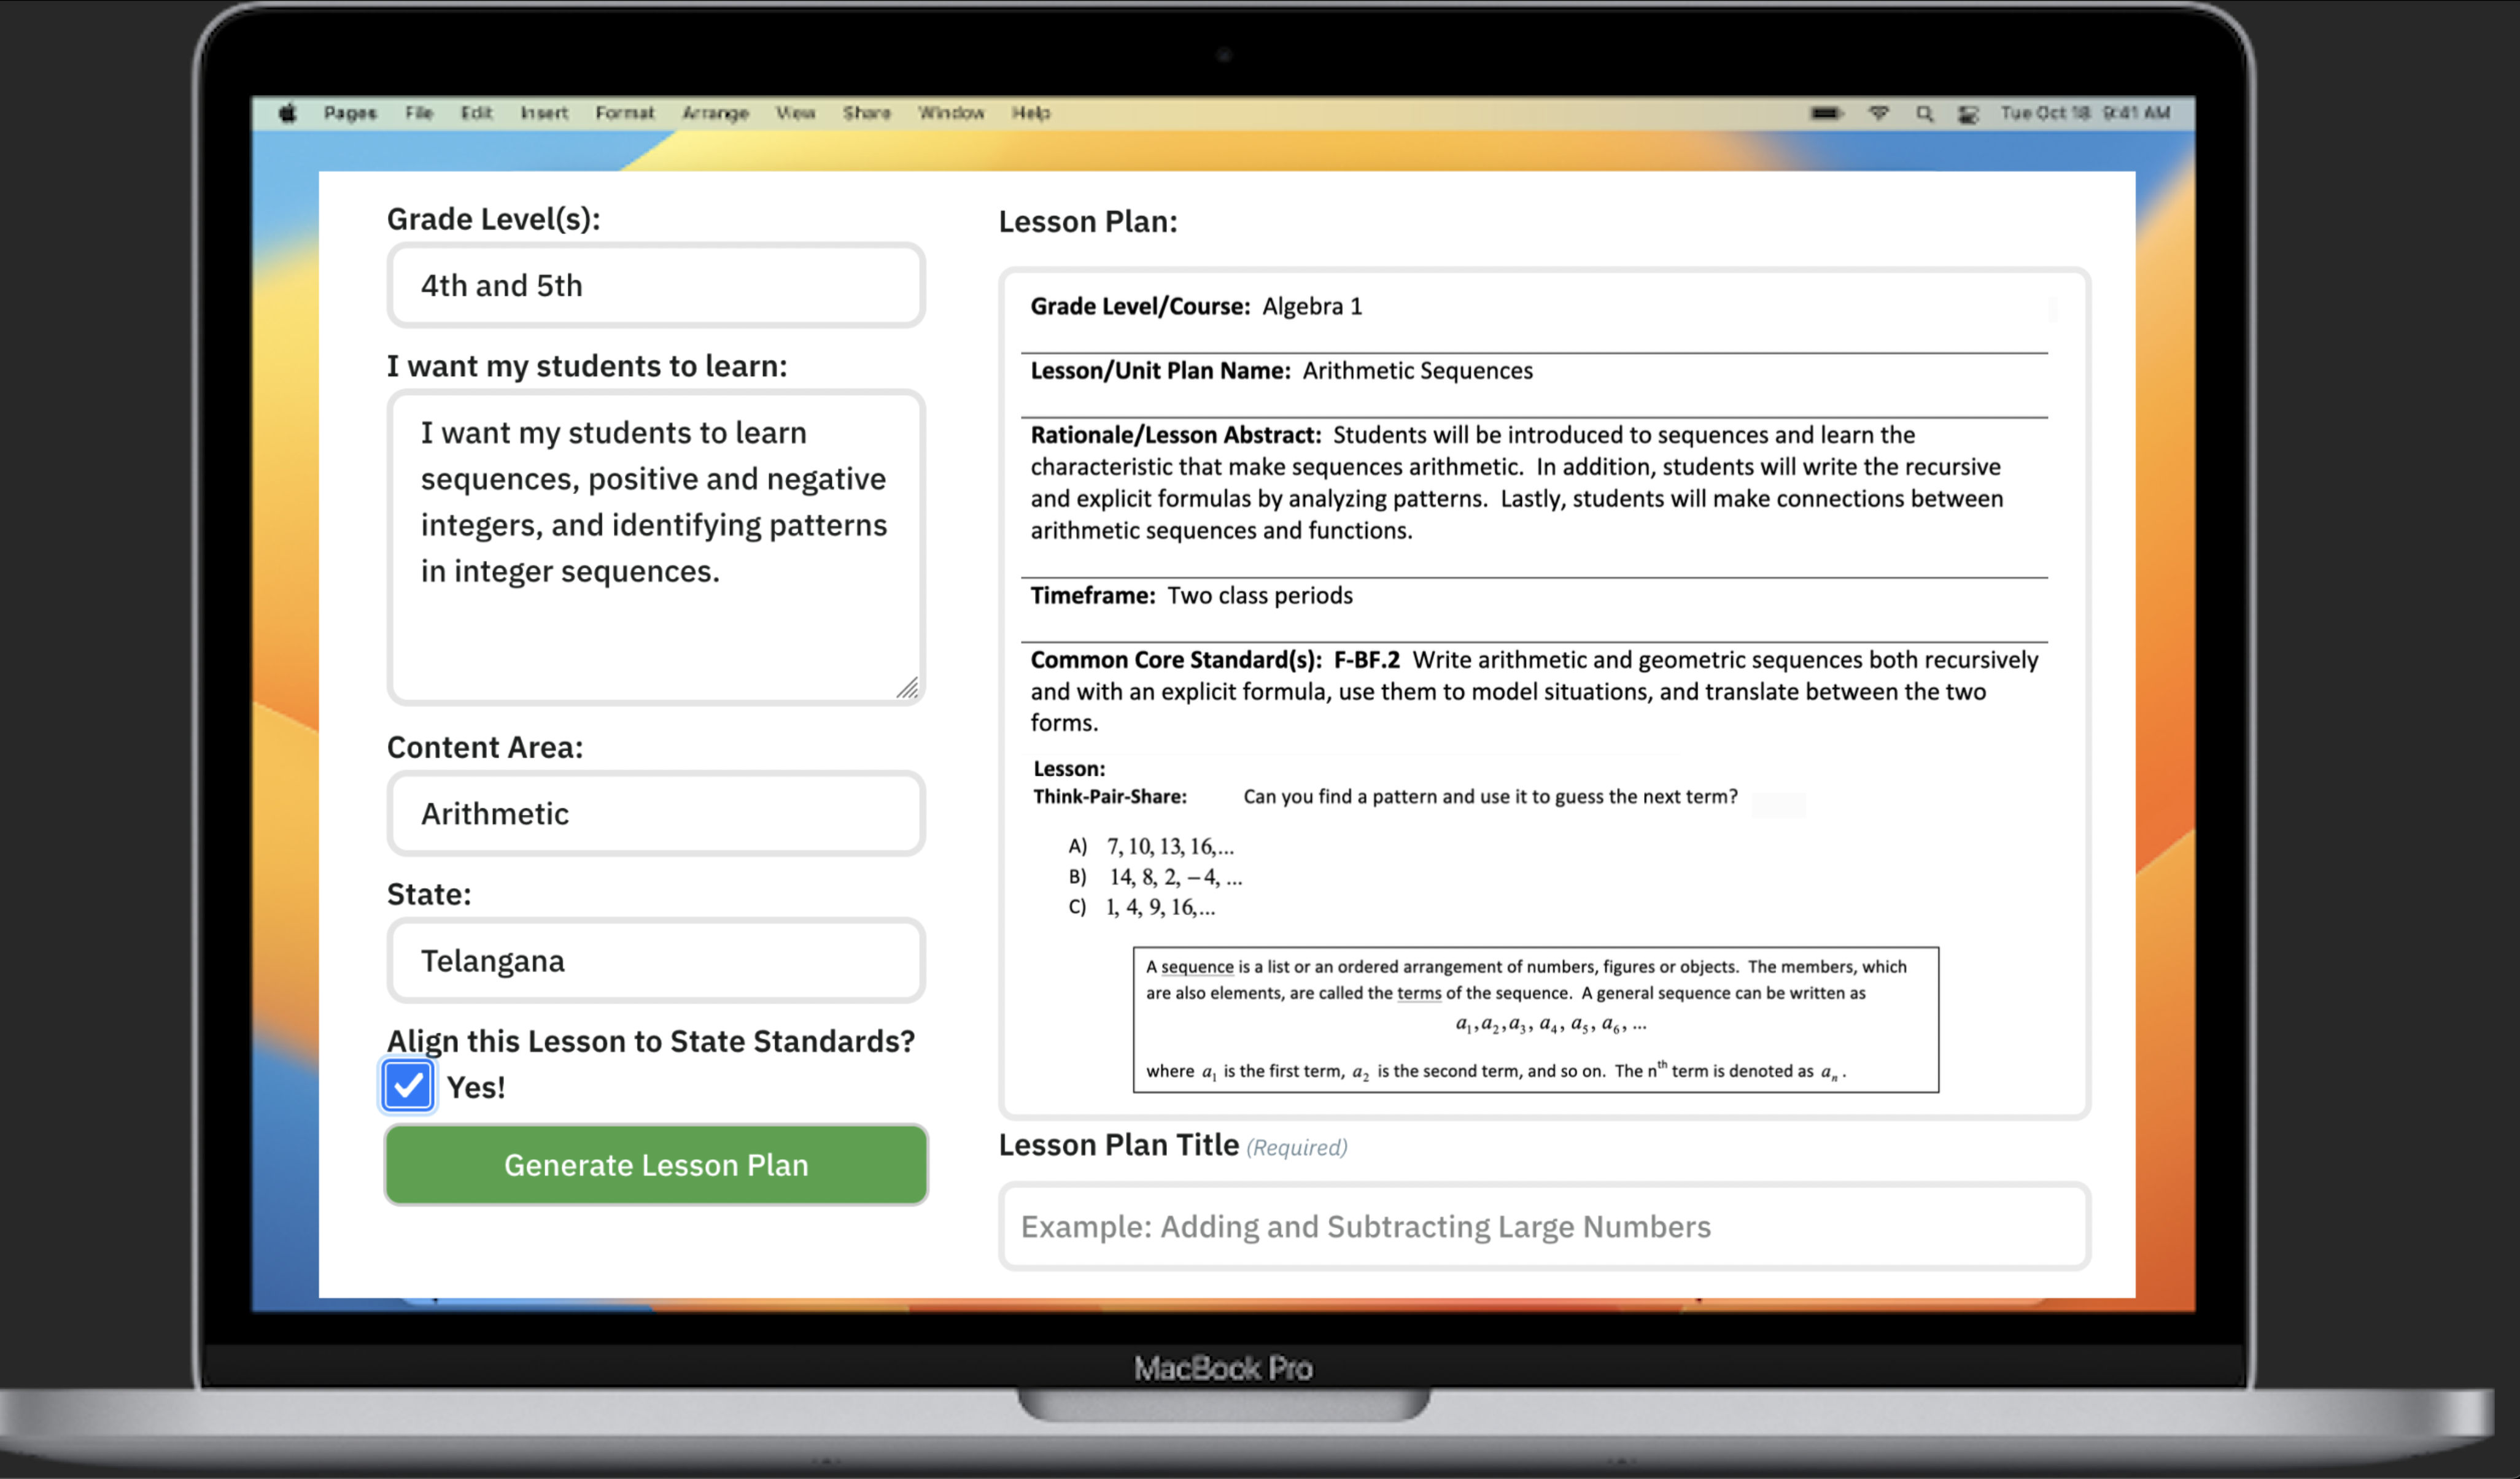 Pages File Edit Insert Format Arrange View Share Window Help Tue Oct 18 9:41 AM
Grade Level(s):
4th and 5th
I want my students to learn:
I want my students to learn
sequences, positive and negative
integers, and identifying patterns
in integer sequences.
Content Area:
Arithmetic
State:
Telangana
Align this Lesson to State Standards?
Yes!
Generate Lesson Plan
Lesson Plan:
Grade Level/Course: Algebra 1
Lesson/Unit Plan Name: Arithmetic Sequences
Rationale/Lesson Abstract: Students will be introduced to sequences and learn the
characteristic that make sequences arithmetic. In addition, students will write the recursive
and explicit formulas by analyzing patterns. Lastly, students will make connections between
arithmetic sequences and functions.
Timeframe: Two class periods
Common Core Standard(s): F-BF.2 Write arithmetic and geometric sequences both recursively
and with an explicit formula, use them to model situations, and translate between the two
forms.
Lesson:
Think-Pair-Share: Can you find a pattern and use it to guess the next term?
A) 7, 10, 13, 16,...
B) 14, 8, 2, −4, ...
C) 1, 4, 9, 16,...
A sequence is a list or an ordered arrangement of numbers, figures or objects. The members, which
are also elements, are called the terms of the sequence. A general sequence can be written as
a₁, a₂, a₃, a₄, a₅, a₆, ...
where a₁ is the first term, a₂ is the second term, and so on. The nᵗʰ term is denoted as aₙ .
Lesson Plan Title (Required)
Example: Adding and Subtracting Large Numbers
MacBook Pro